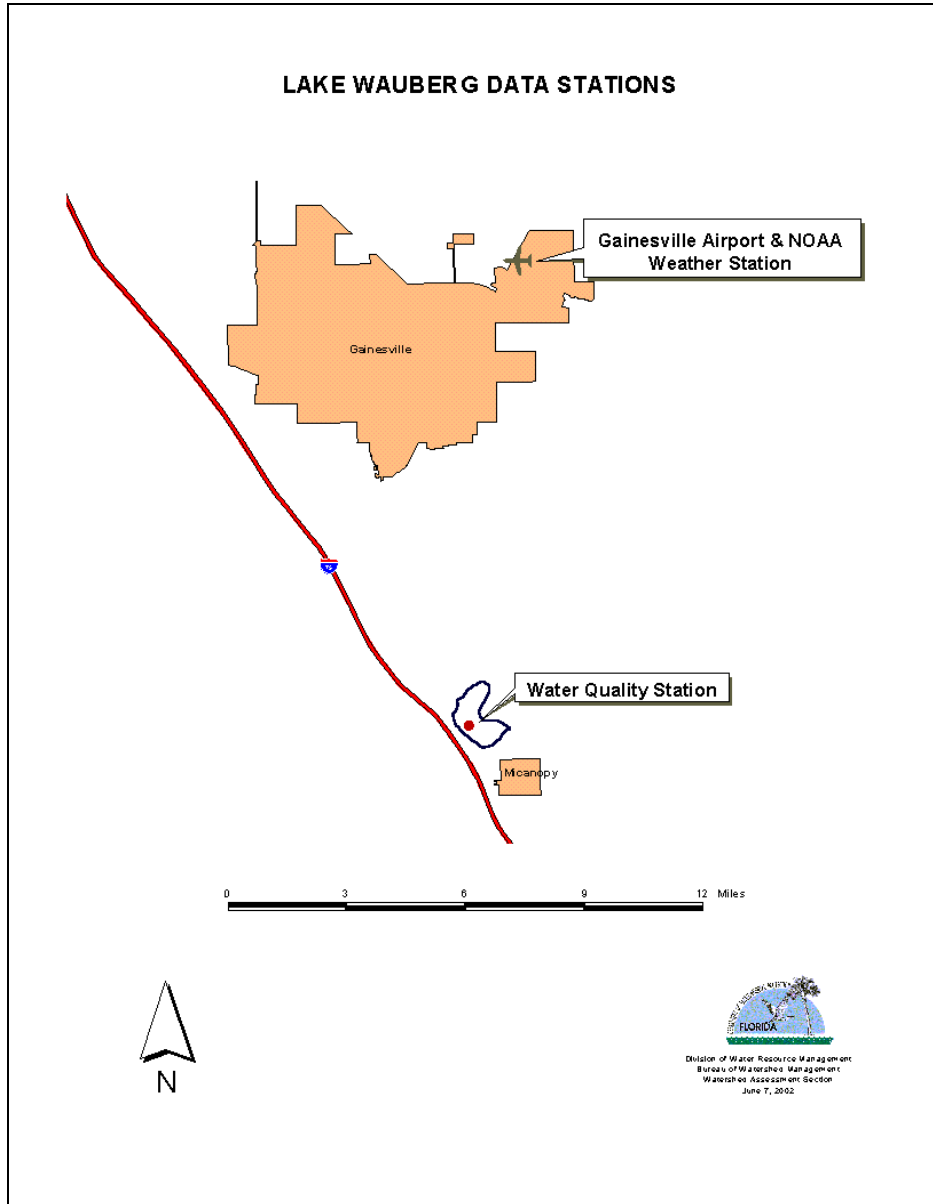 LAKE WAUBERG DATA STATIONS
Gainesville Airport & NOAA
Weather Station
Gainesville
Water Quality Station
Micanopy
0 3 6 9 12 Miles
N
FLORIDA
Division of Water Resource Management
Bureau of Watershed Management
Watershed Assessment Section
June 7, 2002